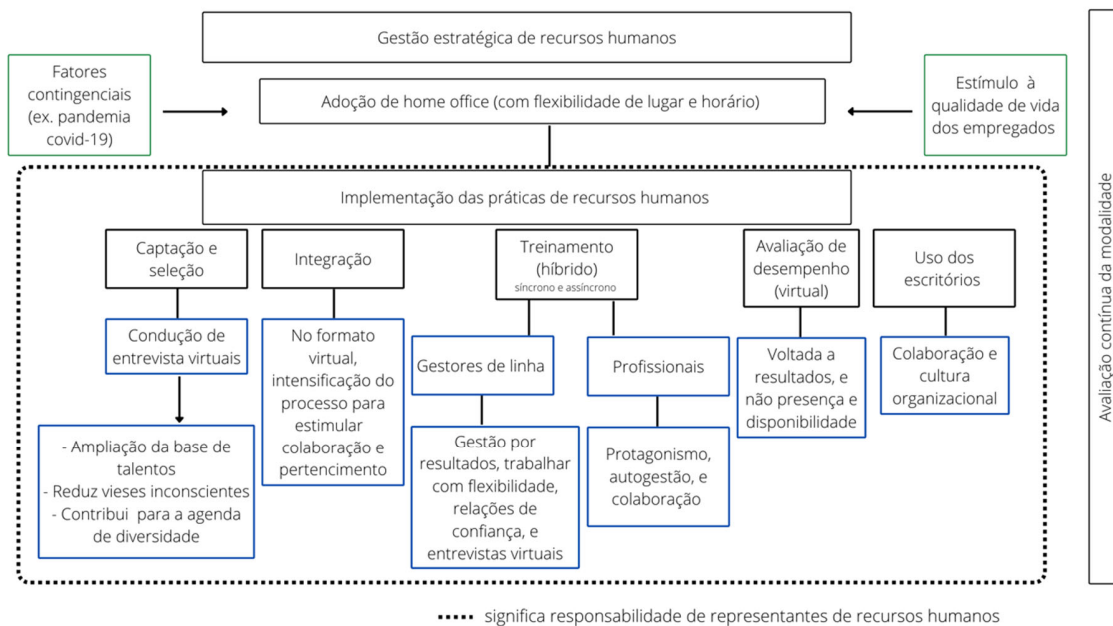 Gestão estratégica de recursos humanos
Fatores
contingenciais
(ex. pandemia
covid-19)
Adoção de home office (com flexibilidade de lugar e horário)
Estímulo à
qualidade de vida
dos empregados
Implementação das práticas de recursos humanos
Captação e
seleção
Integração
Treinamento
(híbrido)
síncrono e assíncrono
Avaliação de
desempenho
(virtual)
Uso dos
escritórios
Condução de
entrevista virtuais
No formato
virtual,
intensificação do
processo para
estimular
colaboração e
pertencimento
Gestores de linha
Profissionais
Voltada a
resultados, e
não presença e
disponibilidade
Colaboração e
cultura
organizacional
- Ampliação da base de
talentos
- Reduz vieses inconscientes
- Contribui para a agenda
de diversidade
Gestão por
resultados, trabalhar
com flexibilidade,
relações de
confiança, e
entrevistas virtuais
Protagonismo,
autogestão, e
colaboração
Avaliação contínua da modalidade
significa responsabilidade de representantes de recursos humanos